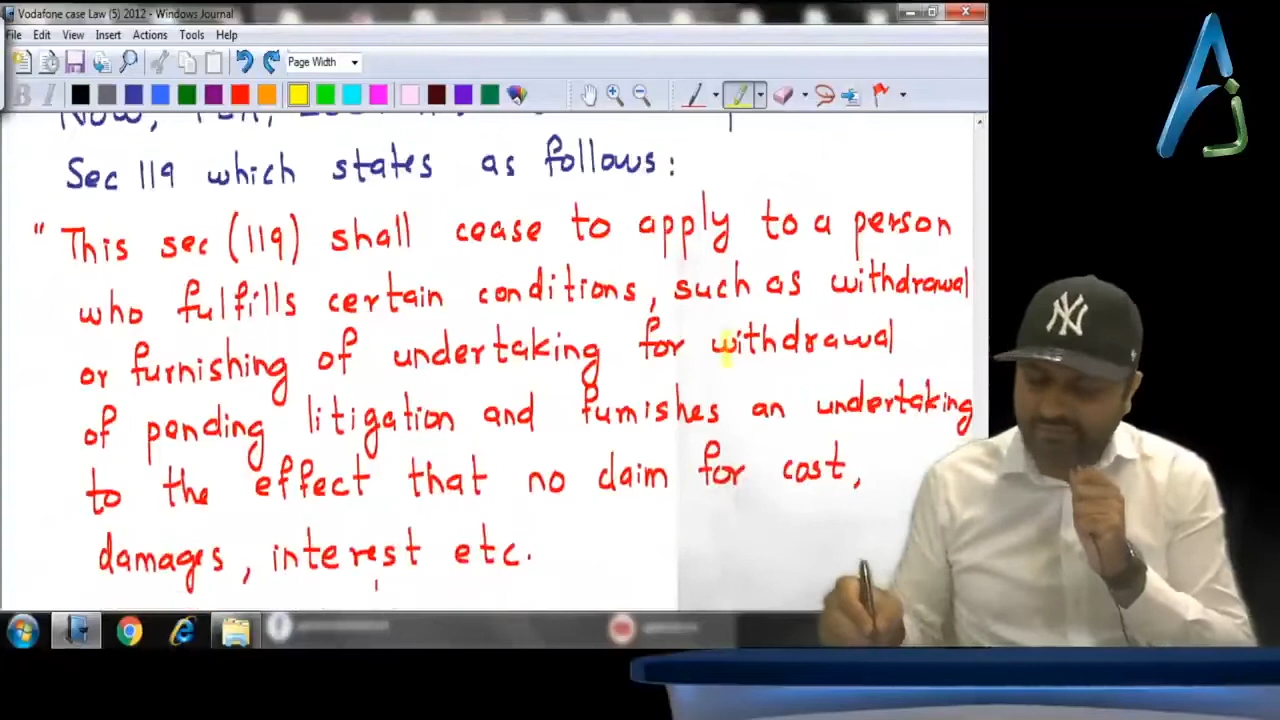 Vodafone case Law (5) 2012 - Windows Journal
File Edit View Insert Actions Tools Help
Page Width
B I
Now,
Sec 119 which states as follows:
" This sec (119) shall cease to apply to a person
who fulfills certain conditions, such as withdrawal
or furnishing of undertaking for withdrawal
of pending litigation and furnishes an undertaking
to the effect that no claim for cost,
damages, interest etc.
NY